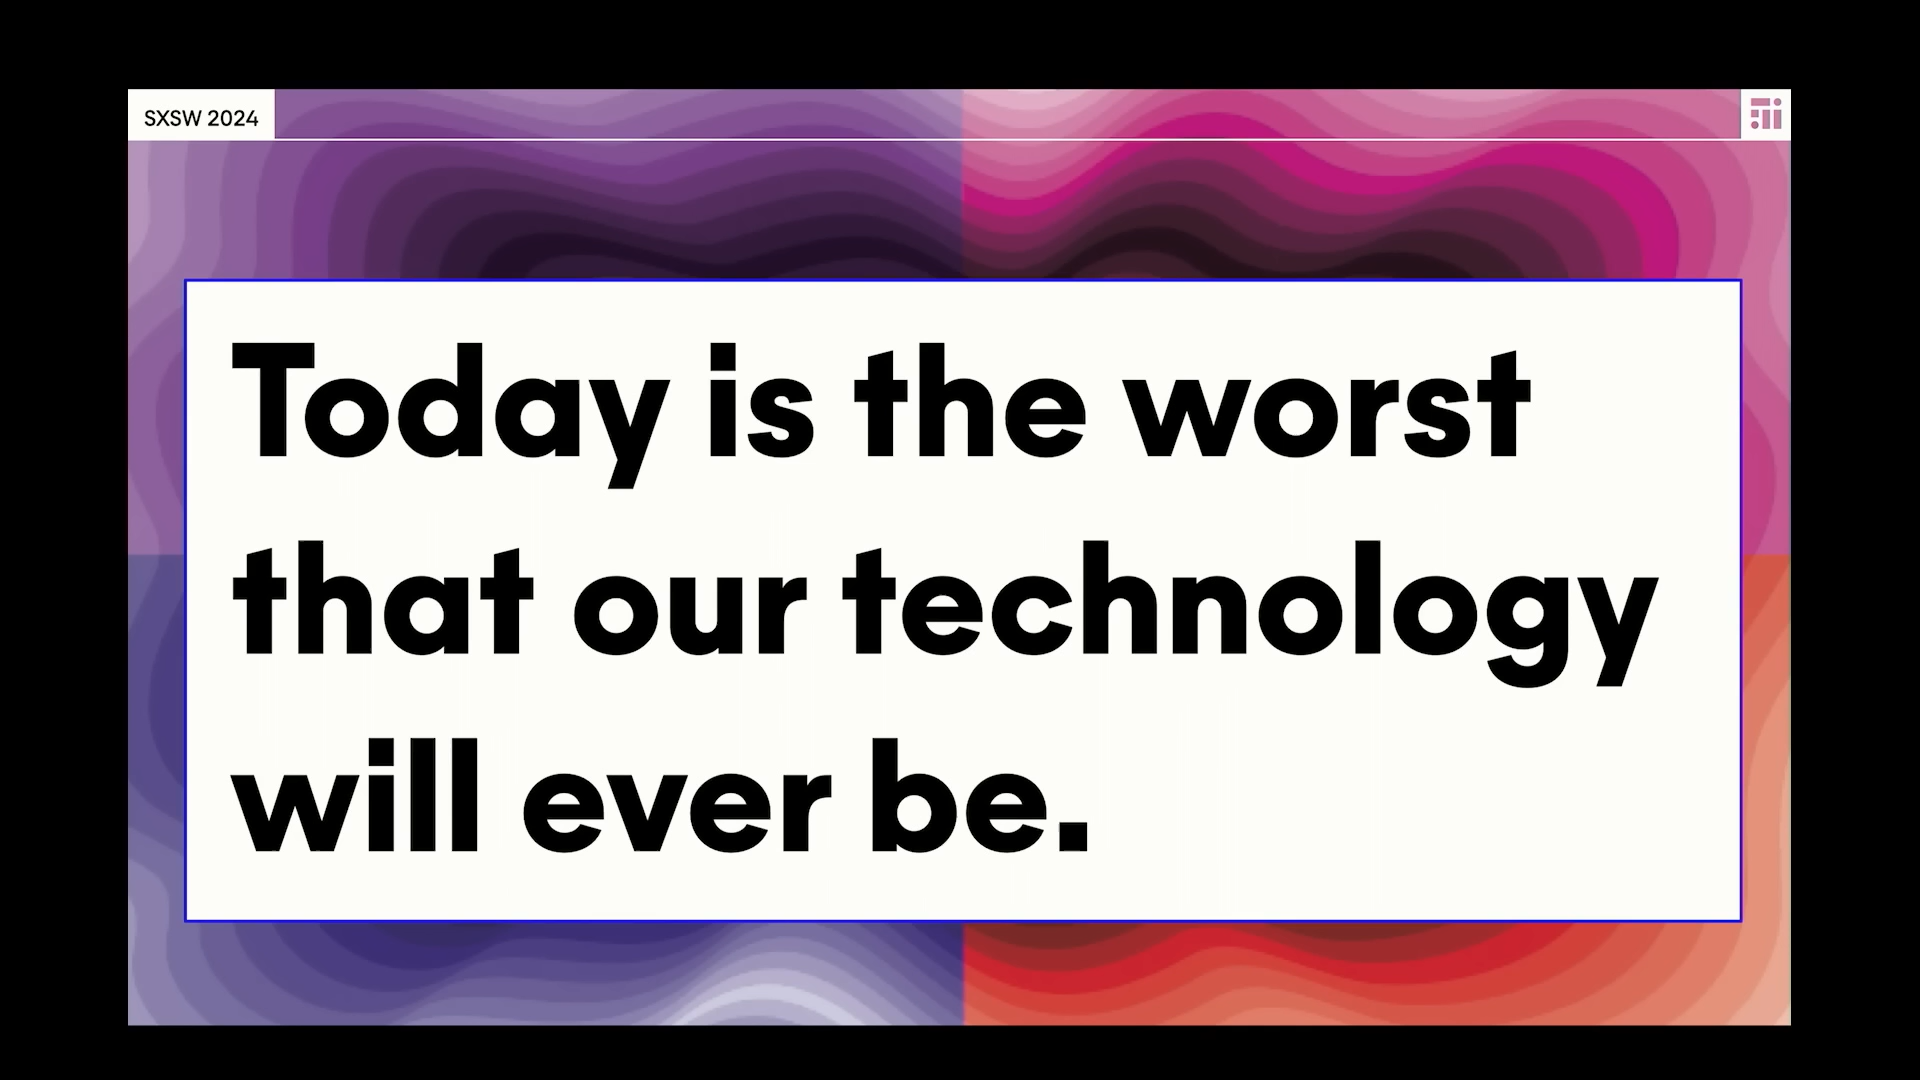 SXSW 2024
Today is the worst
that our technology
will ever be.